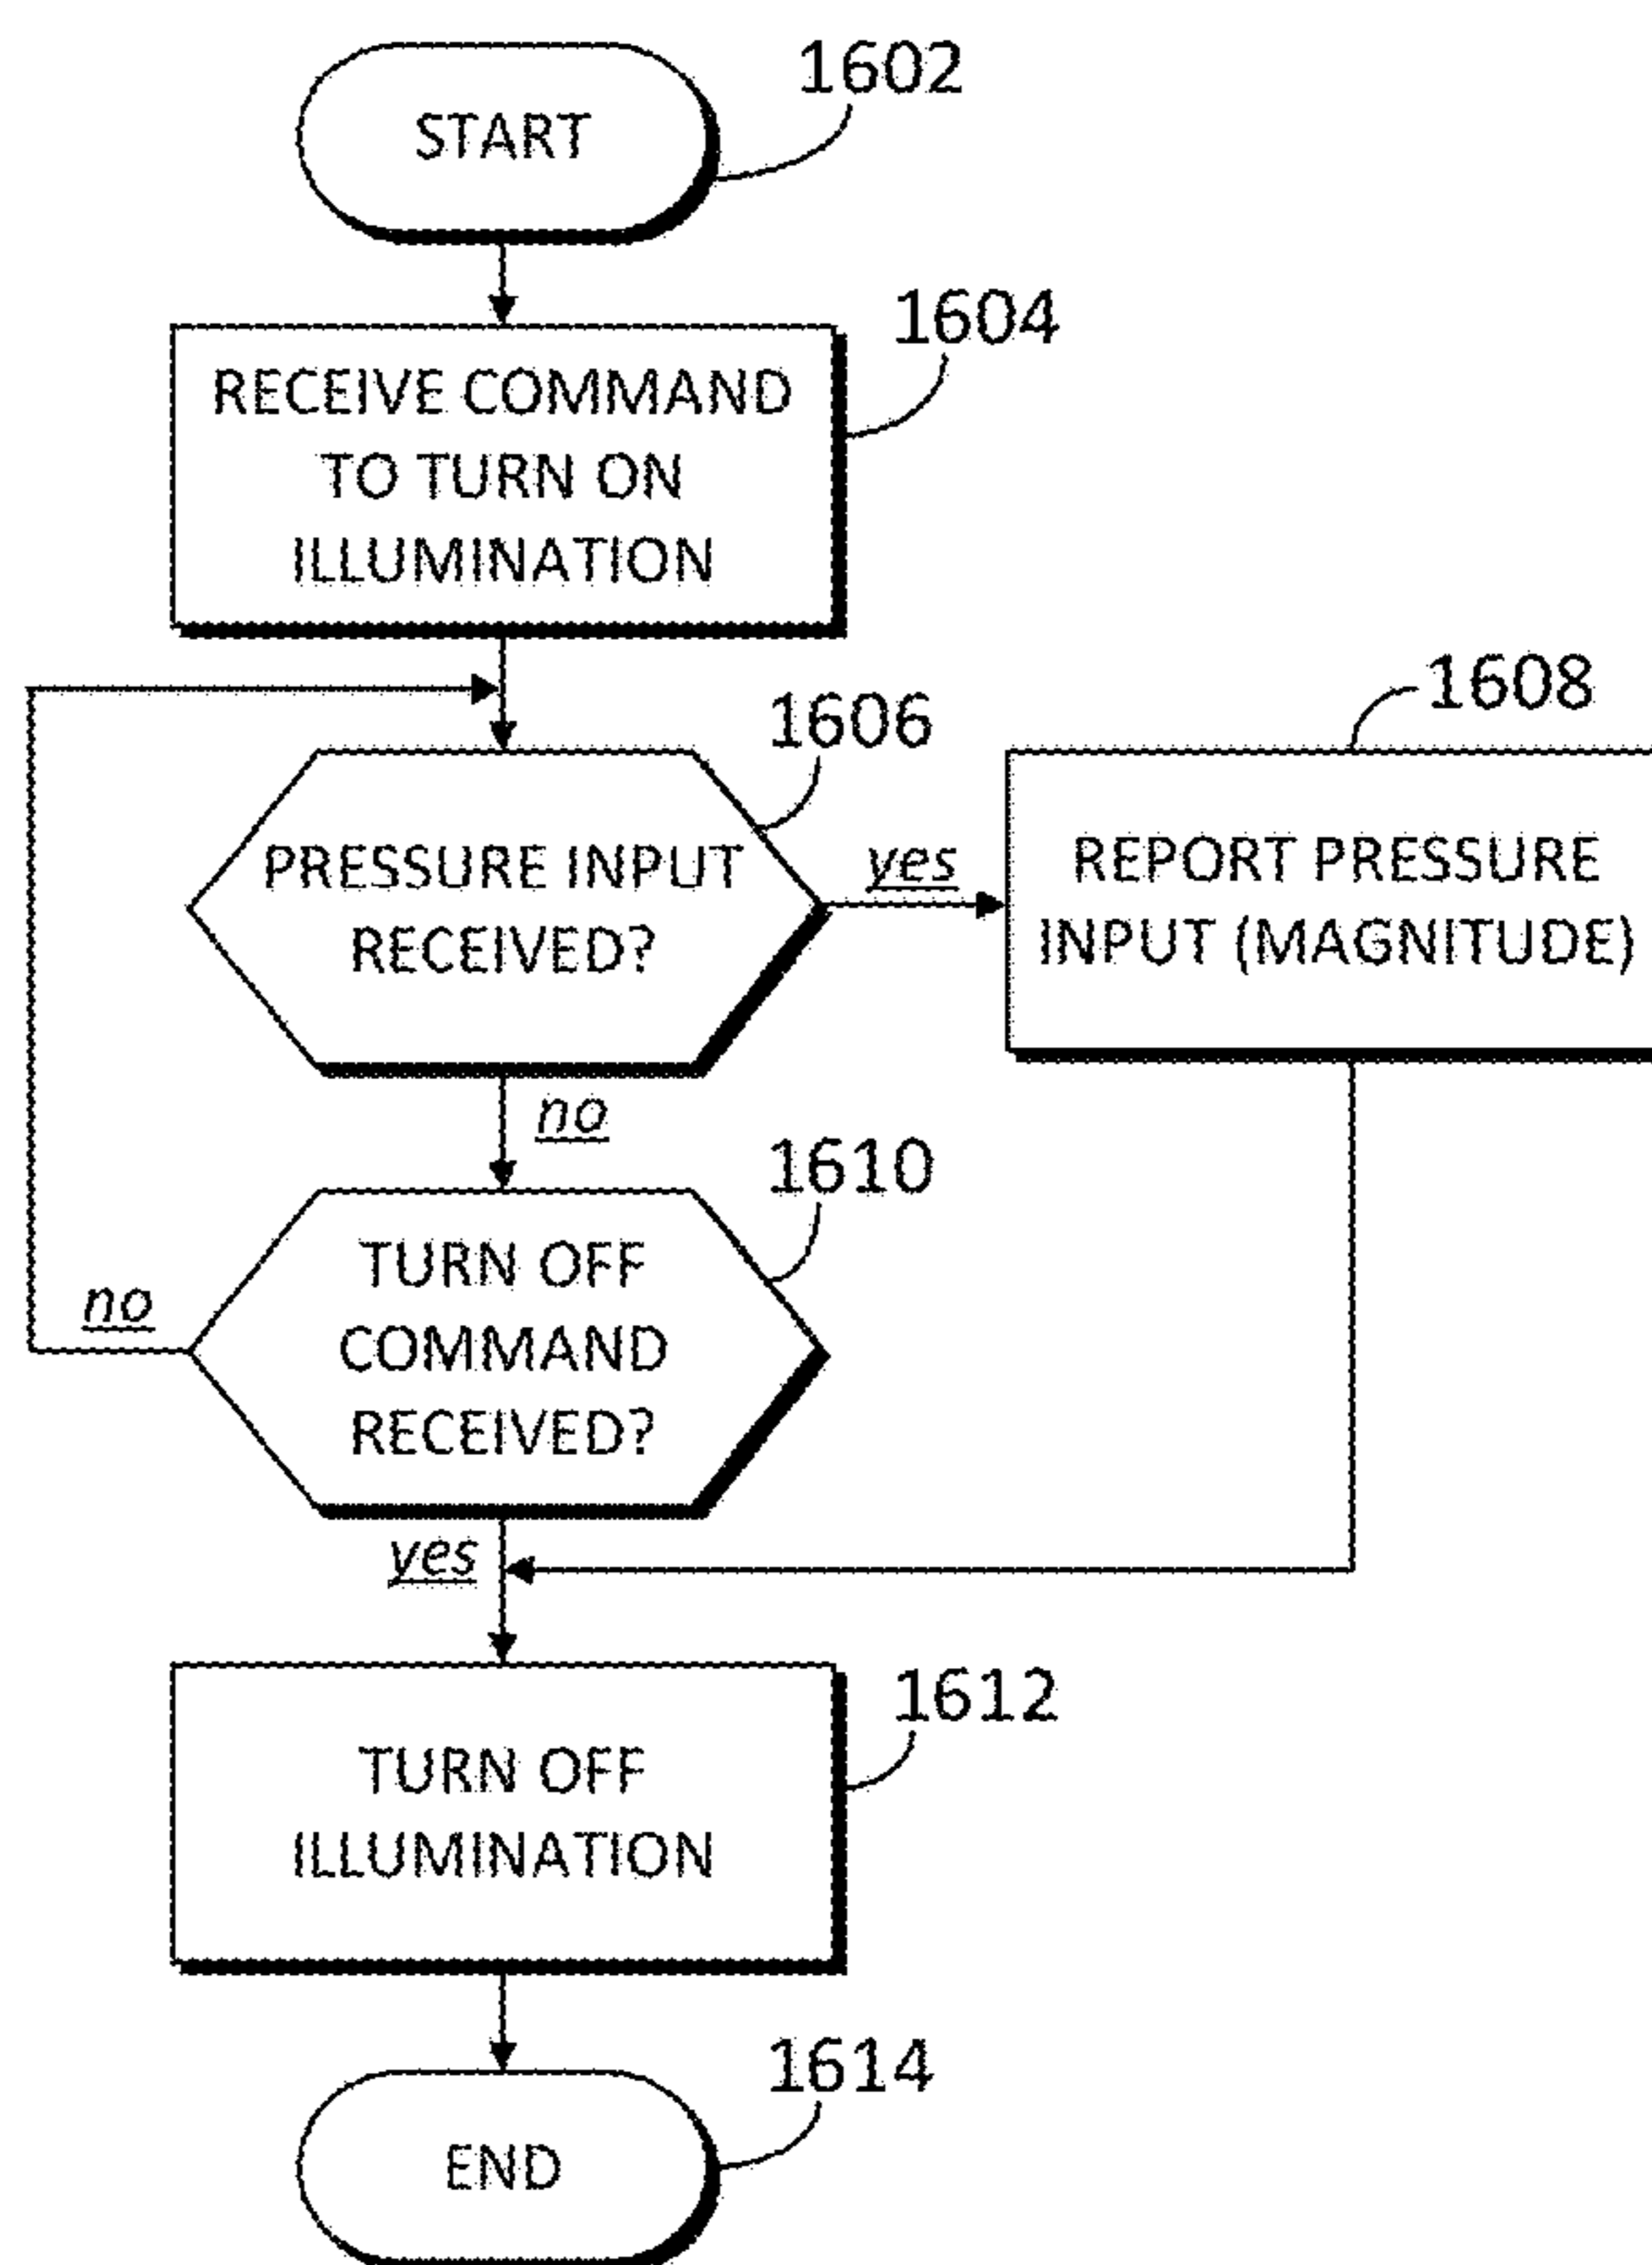 1602
START
1604
RECEIVE COMMAND
TO TURN ON
ILLUMINATION
1606
PRESSURE INPUT
RECEIVED?
yes
1608
REPORT PRESSURE
INPUT (MAGNITUDE)
no
1610
TURN OFF
COMMAND
RECEIVED?
no
yes
1612
TURN OFF
ILLUMINATION
1614
END